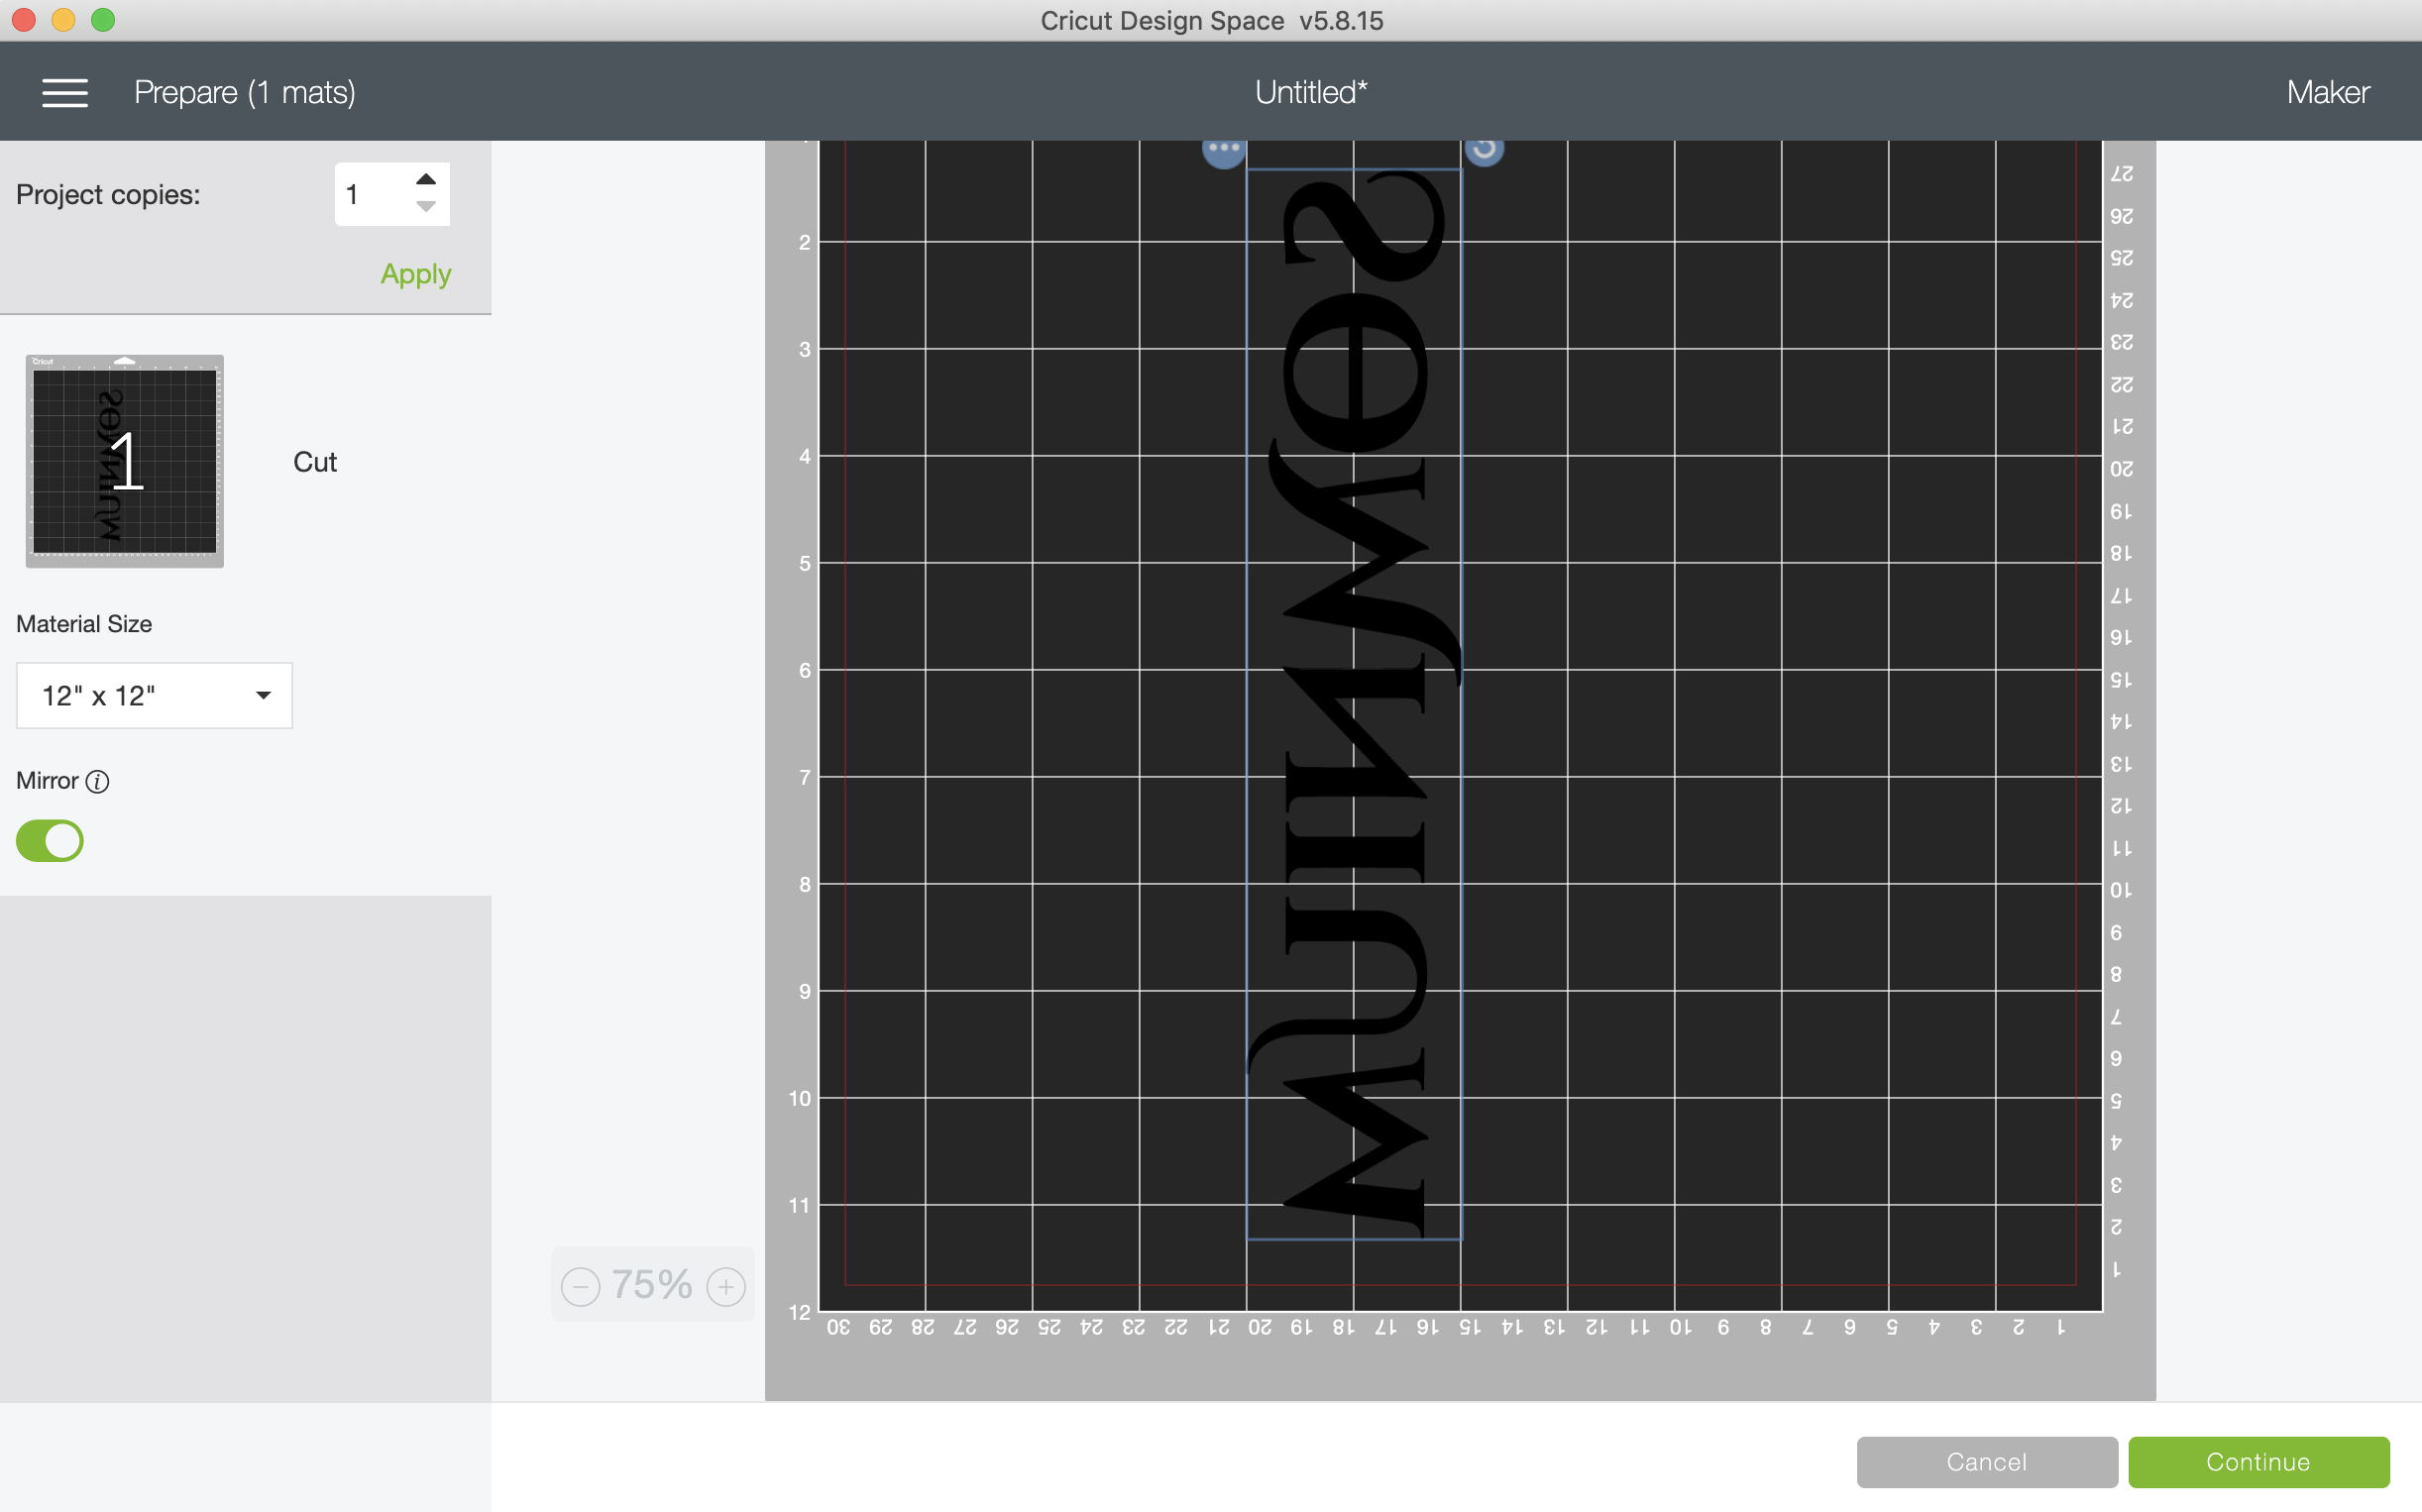 Cricut Design Space v5.8.15
Prepare (1 mats)
Untitled*
Maker
Project copies:
1
Apply
Cricut
1
Cut
Material Size
12" x 12"
Mirror i
75%
2
3
4
5
6
7
8
9
10
11
12
27
26
25
24
23
22
21
20
19
18
17
16
15
14
13
12
11
10
9
8
7
6
5
4
3
2
1
30 29 28 27 26 25 24 23 22 21 20 19 18 17 16 15 14 13 12 11 10 9 8 7 6 5 4 3 2 1
Cancel
Continue